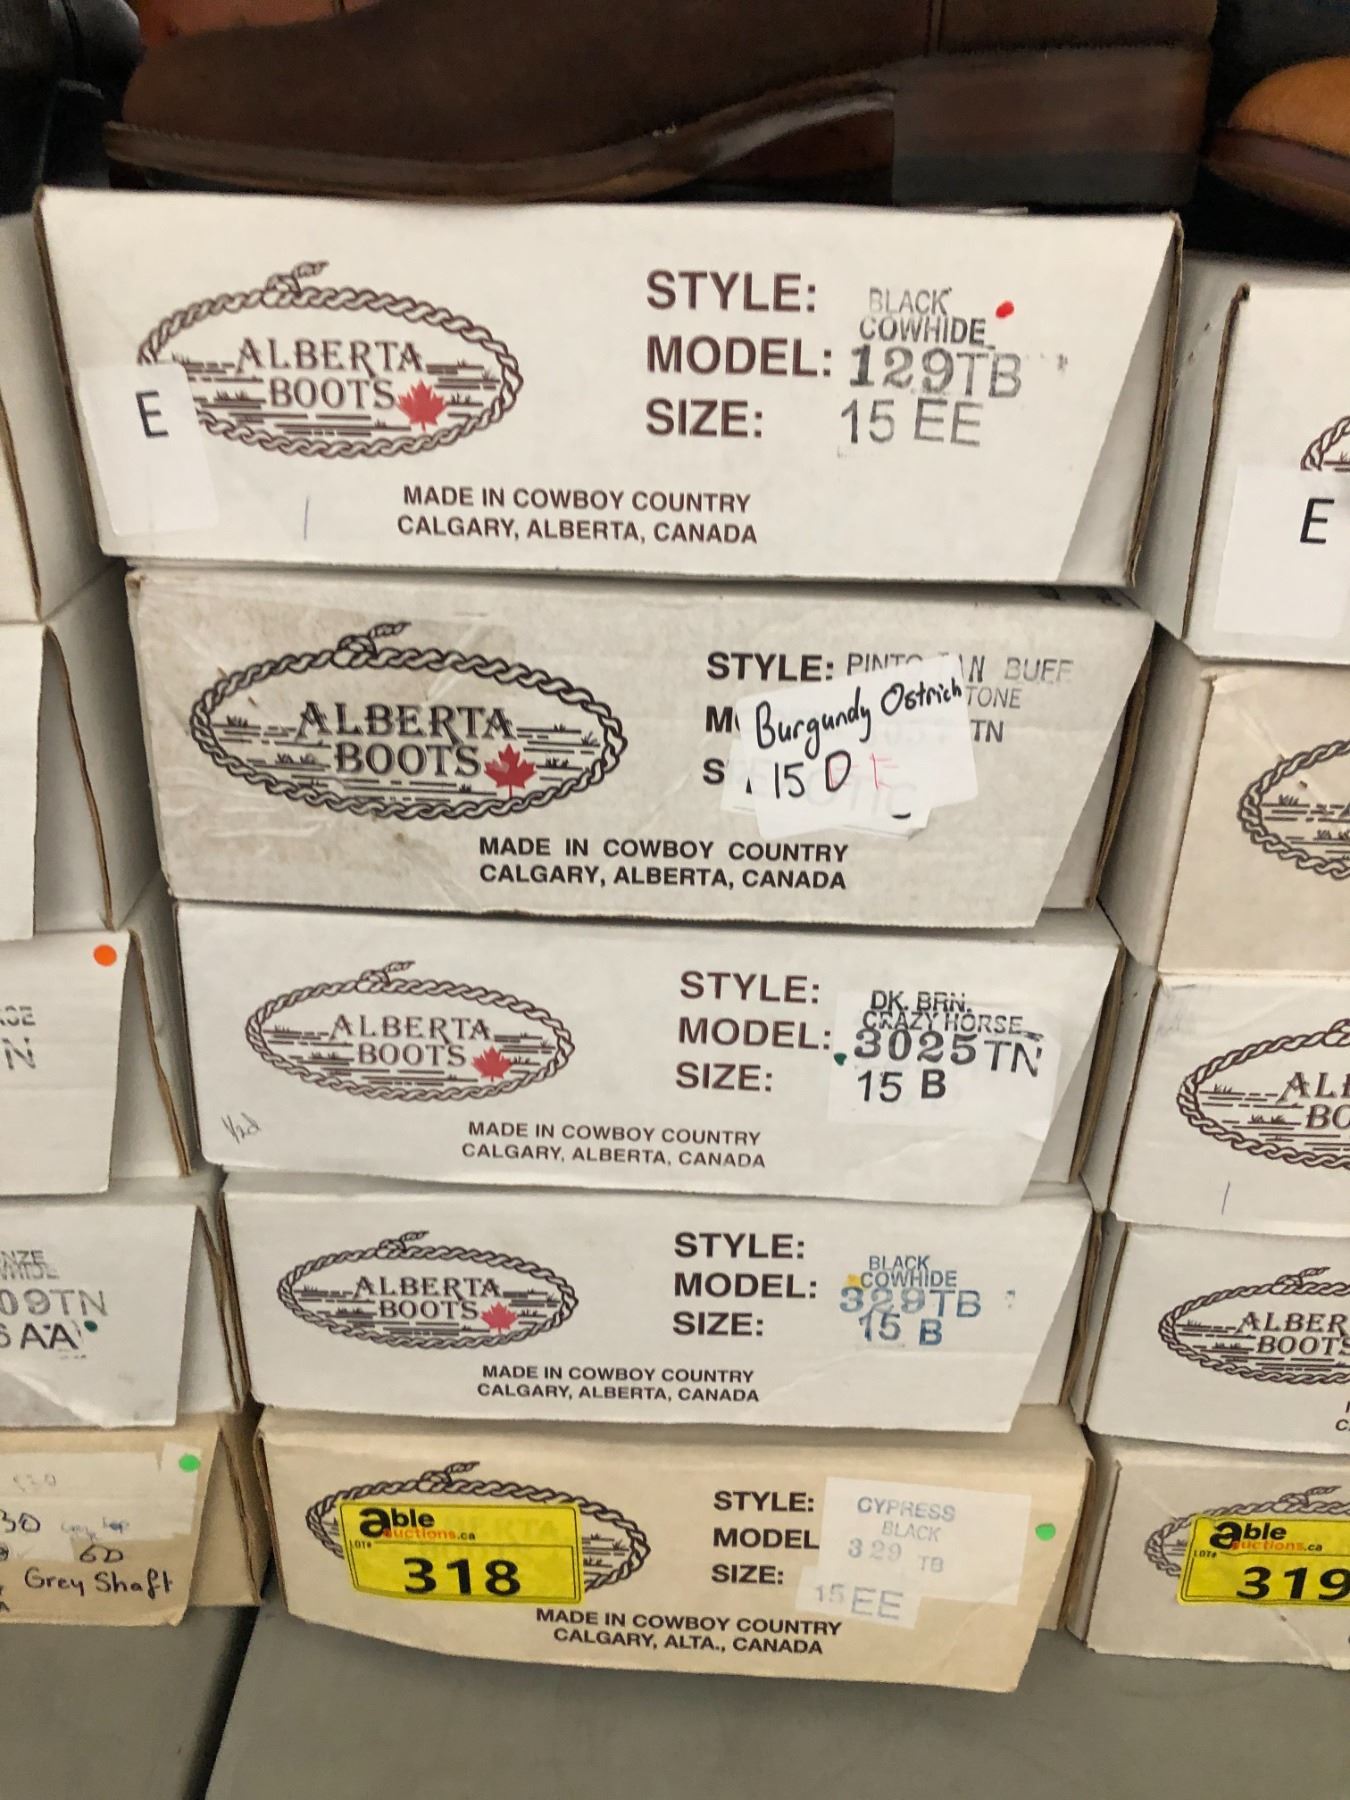 ALBERTA
BOOTS
E
STYLE: BLACK
COWHIDE
MODEL: 129TB
SIZE: 15 EE
MADE IN COWBOY COUNTRY
CALGARY, ALBERTA, CANADA
E
ALBERTA
BOOTS
STYLE: BUFF
TONE
TN
Burgundy Ostrich
15 D
MADE IN COWBOY COUNTRY
CALGARY, ALBERTA, CANADA
ALBERTA
BOOTS
STYLE: DK. BRN.
CRAZY HORSE
MODEL: 3025TN
SIZE: 15 B
MADE IN COWBOY COUNTRY
CALGARY, ALBERTA, CANADA
ALBERTA
BOOTS
STYLE: BLACK
COWHIDE
MODEL: 329TB
SIZE: 15 B
MADE IN COWBOY COUNTRY
CALGARY, ALBERTA, CANADA
09TN
AA
ALBER
BOOTS
able
auctions.ca
LOT#
318
STYLE: CYPRESS
BLACK
MODEL 329 TB
SIZE: 15 EE
MADE IN COWBOY COUNTRY
CALGARY, ALTA., CANADA
6D
Grey Shaft
able
auctions.ca
LOT#
319